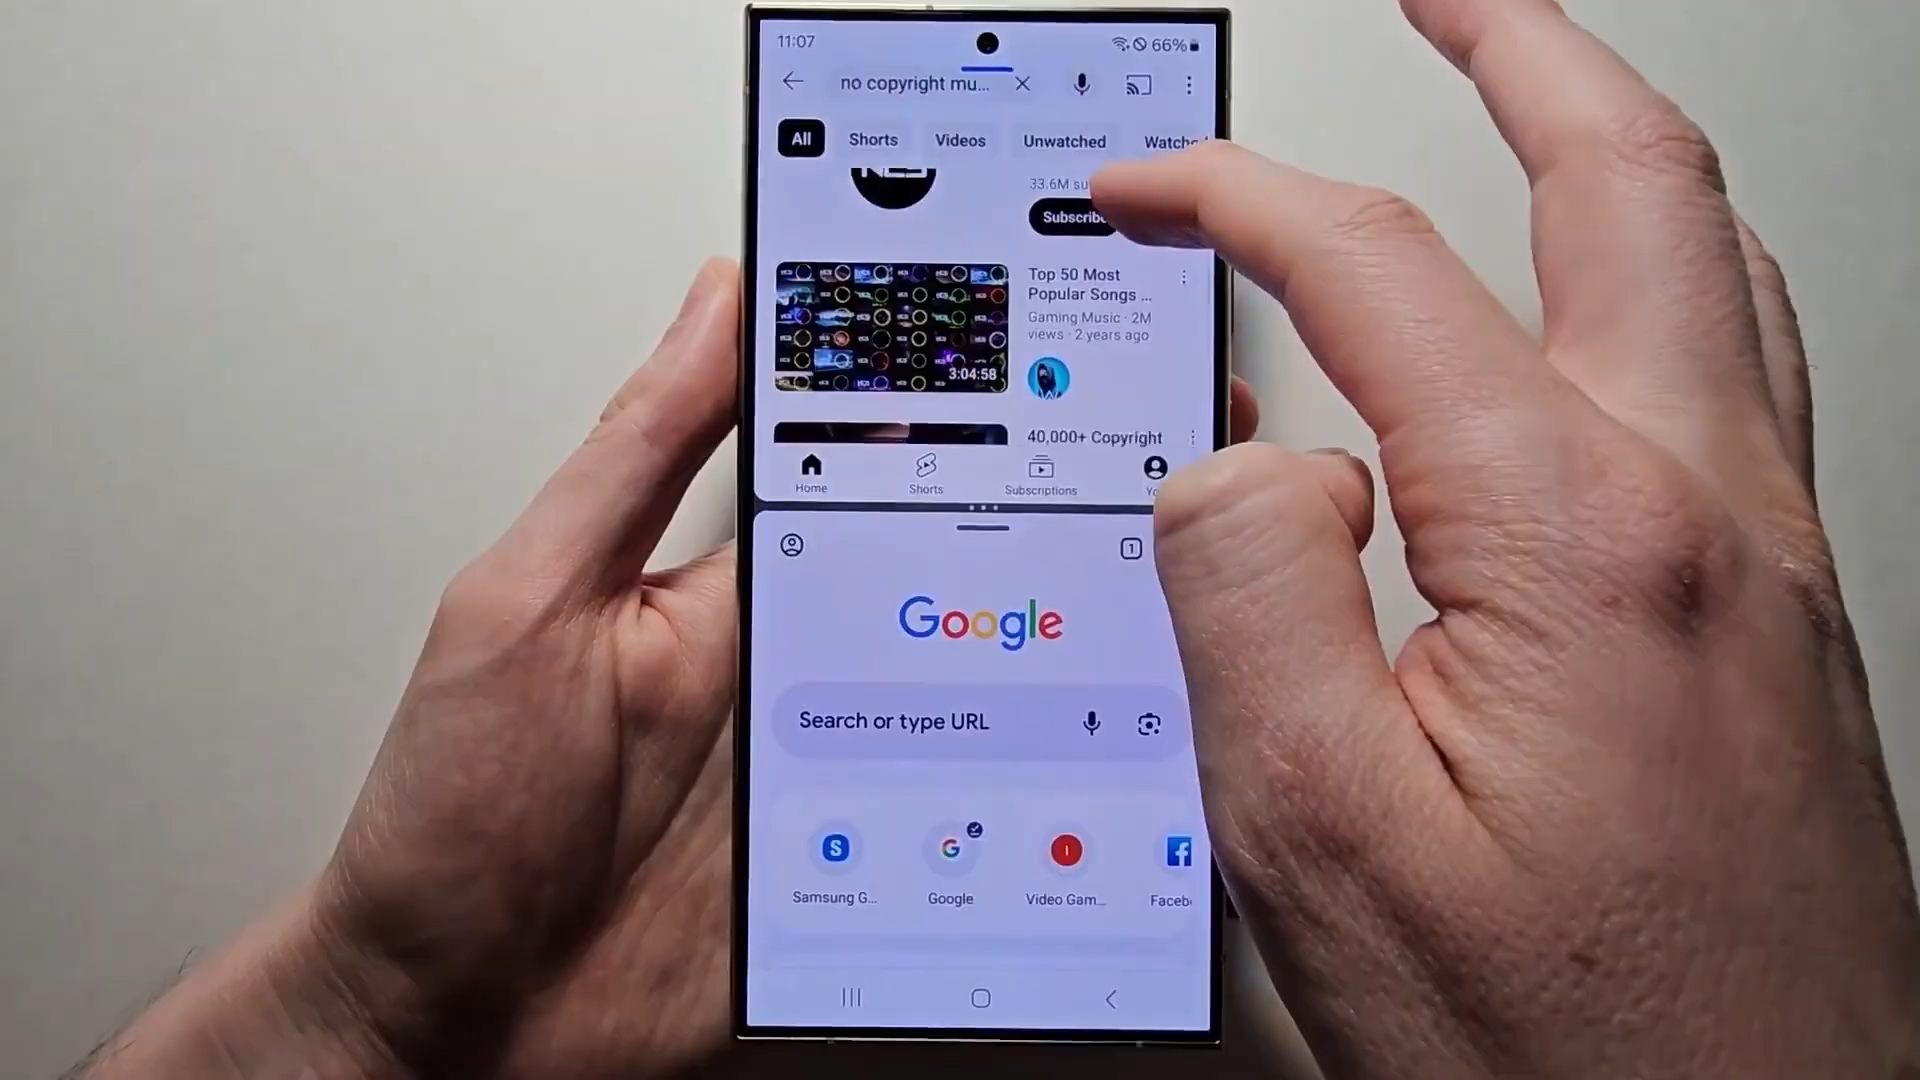 11:07
66%
no copyright mu...
All
Shorts
Videos
Unwatched
33.6M
Subscribe
Top 50 Most
Popular Songs ...
Gaming Music · 2M
views · 2 years ago
3:04:58
40,000+ Copyright
Home
Shorts
Subscriptions
1
Google
Search or type URL
S
G
Samsung G...
Google
Video Gam...